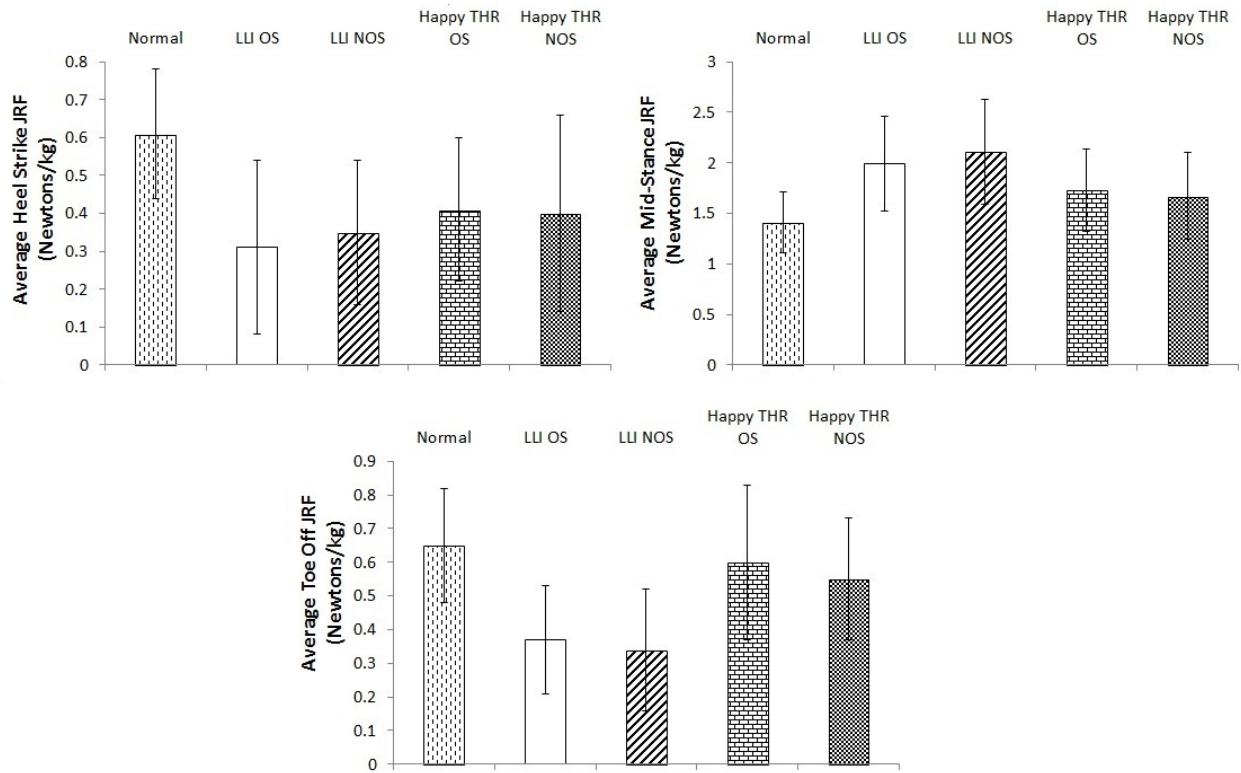 Normal
LLI OS
LLI NOS
Happy THR
OS
Happy THR
NOS
Average Heel Strike JRF
(Newtons/kg)
0.8
0.7
0.6
0.5
0.4
0.3
0.2
0.1
0
Normal
LLI OS
LLI NOS
Happy THR
OS
Happy THR
NOS
Average Mid-Stance JRF
(Newtons/kg)
3
2.5
2
1.5
1
0.5
0
Normal
LLI OS
LLI NOS
Happy THR
OS
Happy THR
NOS
Average Toe Off JRF
(Newtons/kg)
0.9
0.8
0.7
0.6
0.5
0.4
0.3
0.2
0.1
0